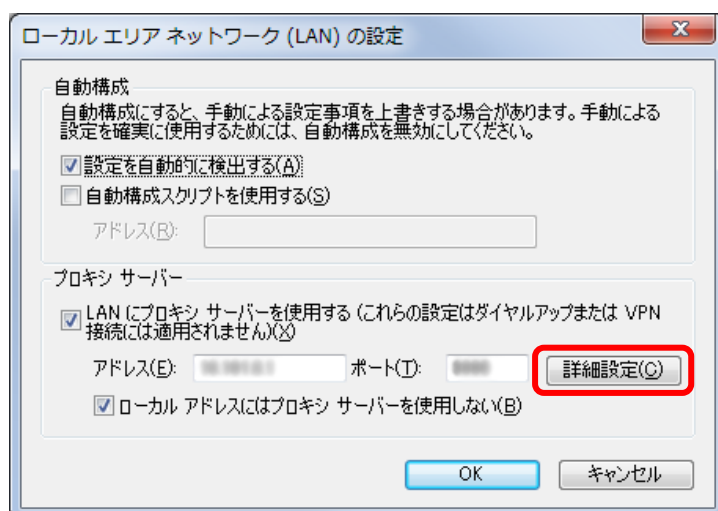 ローカル エリア ネットワーク (LAN) の設定
自動構成
自動構成にすると、手動による設定事項を上書きする場合があります。手動による
設定を確実に使用するためには、自動構成を無効にしてください。
設定を自動的に検出する(A)
自動構成スクリプトを使用する(S)
アドレス(R):
プロキシ サーバー
LAN にプロキシ サーバーを使用する (これらの設定はダイヤルアップまたは VPN
接続には適用されません)(X)
アドレス(E): ポート(T): 詳細設定(C)
ローカル アドレスにはプロキシ サーバーを使用しない(B)
OK キャンセル